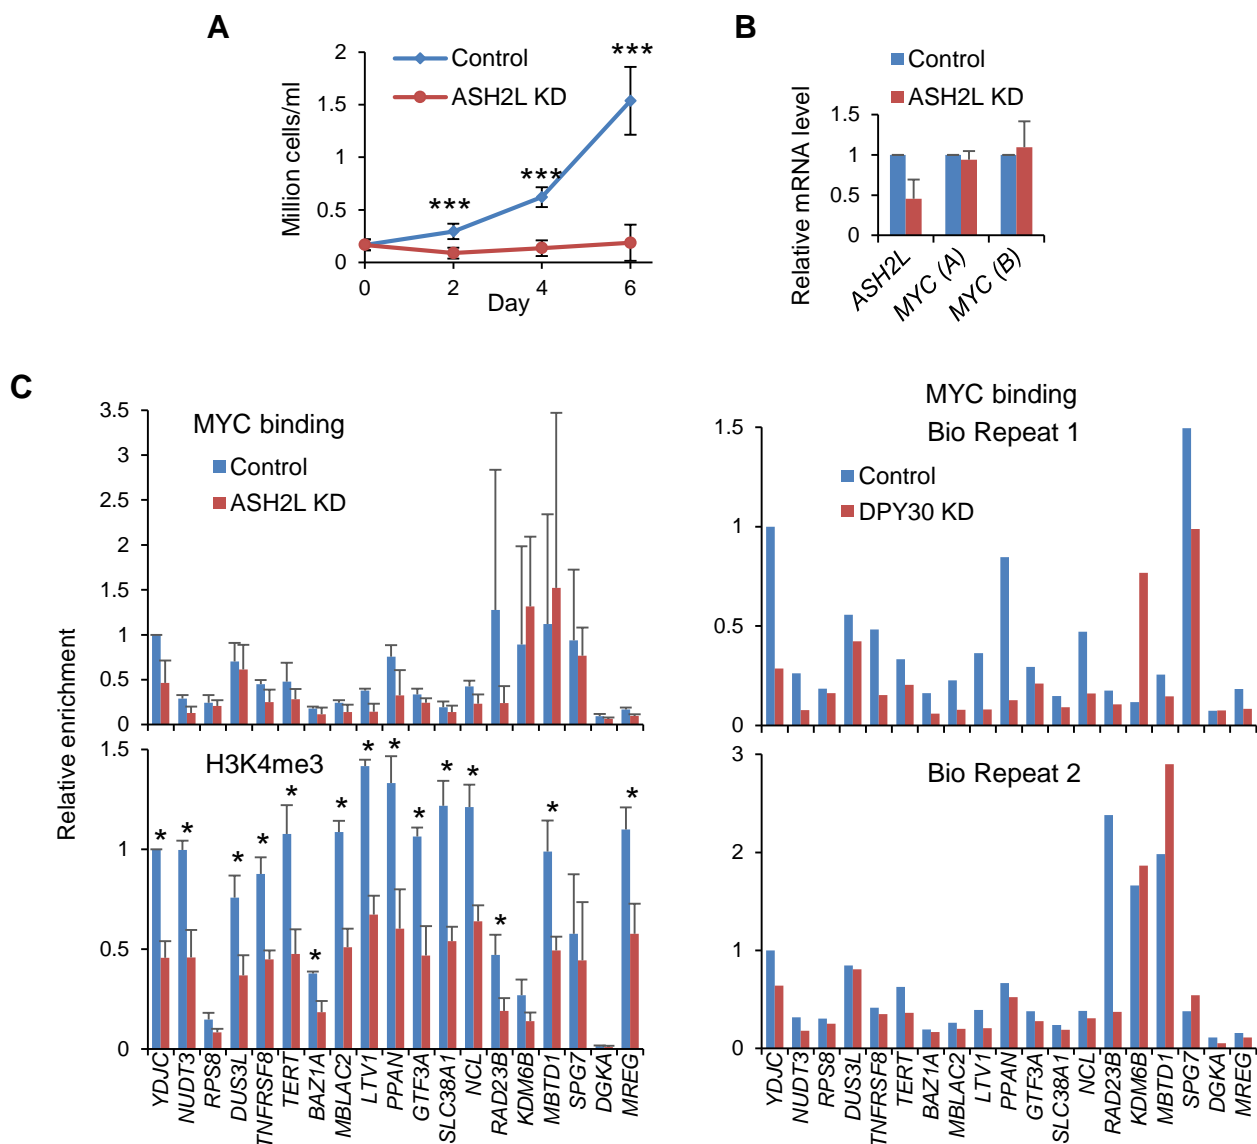 A
Million cells/ml
2
1.5
1
0.5
0
Control
ASH2L KD
***
***
***
0 2 4 6
Day
B
Control
ASH2L KD
Relative mRNA level
1.5
1
0.5
0
ASH2L
MYC (A)
MYC (B)
C
Relative enrichment
3.5
3
2.5
2
1.5
1
0.5
0
MYC binding
Control
ASH2L KD
1.5
1
0.5
0
H3K4me3
* * * * * * * * * * * * * * *
YDJC
NUDT3
RPS8
DUS3L
TNFRSF8
TERT
BAZ1A
MBLAC2
LTV1
PPAN
GTF3A
SLC38A1
NCL
RAD23B
KDM6B
MBTD1
SPG7
DGKA
MREG
MYC binding
Bio Repeat 1
Control
DPY30 KD
1.5
1
0.5
0
Bio Repeat 2
3
2
1
0
YDJC
NUDT3
RPS8
DUS3L
TNFRSF8
TERT
BAZ1A
MBLAC2
LTV1
PPAN
GTF3A
SLC38A1
NCL
RAD23B
KDM6B
MBTD1
SPG7
DGKA
MREG